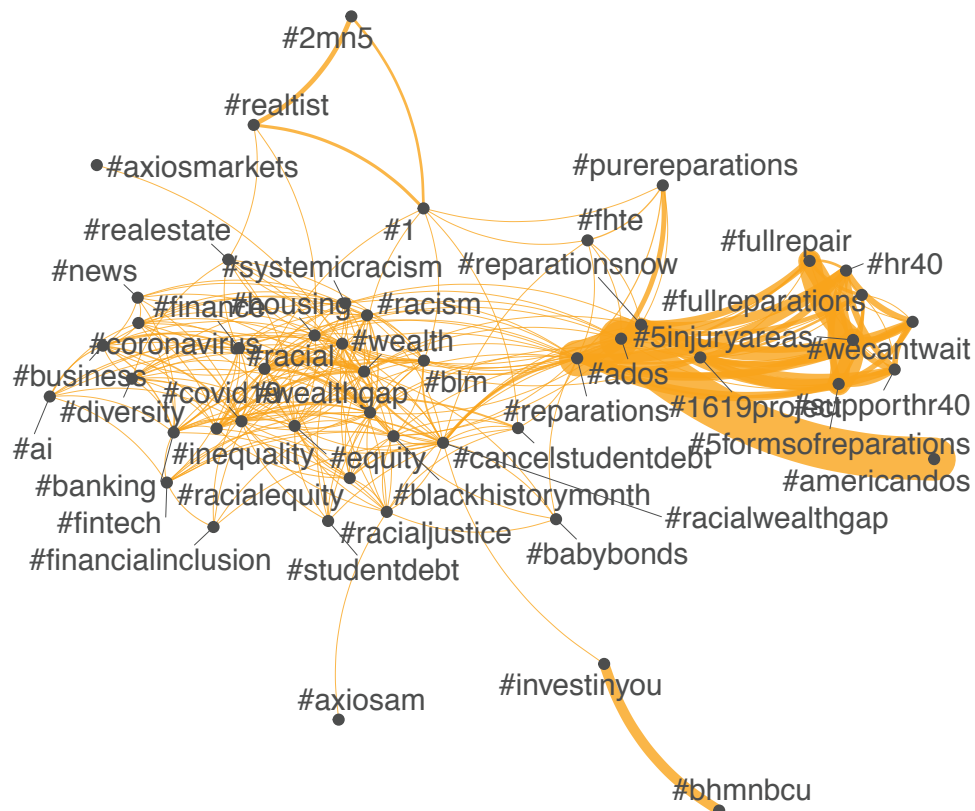 #2mn5
#realtist
#axiosmarkets
#purereparations
#1
#fhte
#realestate
#fullrepair
#systemicracism
#reparationsnow
#hr40
#news
#finance
#housing
#racism
#fullreparations
#coronavirus
#racial
#wealth
#5injuryareas
#wecantwait
#business
#covid19
#wealthgap
#blm
#ados
#diversity
#reparations
#1619project
#supporthr40
#ai
#inequality
#equity
#cancelstudentdebt
#5formsofreparations
#banking
#racialequity
#blackhistorymonth
#americandos
#fintech
#racialjustice
#racialwealthgap
#financialinclusion
#studentdebt
#babybonds
#axiosam
#investinyou
#bhmnbcu